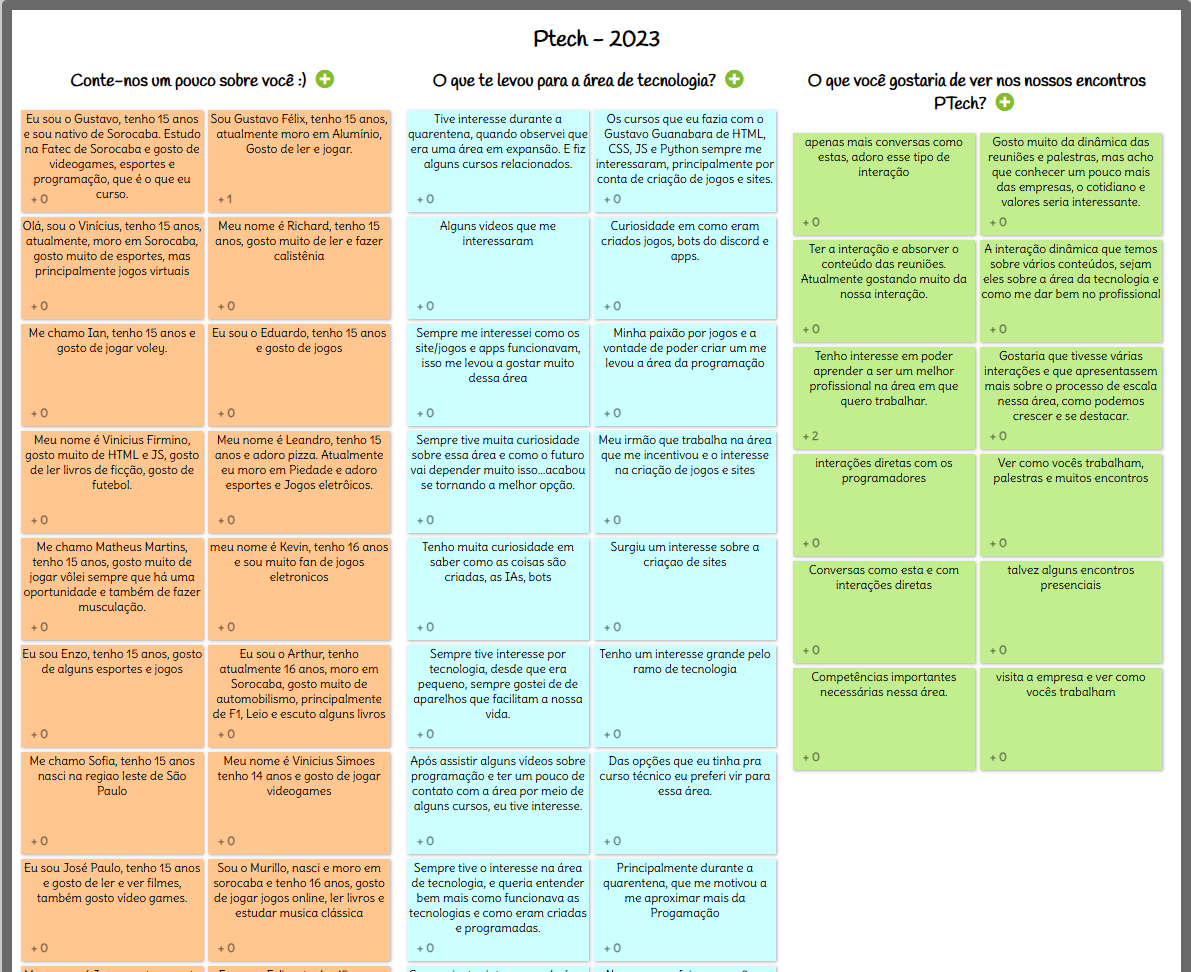 Ptech - 2023
Conte-nos um pouco sobre você :)
Eu sou o Gustavo, tenho 15 anos
e sou nativo de Sorocaba. Estudo
na Fatec de Sorocaba e gosto de
videogames, esportes e
programação, que é o que eu
curso.
+ 0
Sou Gustavo Félix, tenho 15 anos,
atualmente moro em Alumínio,
Gosto de ler e jogar.
+ 1
Olá, sou o Vinícius, tenho 15 anos,
atualmente, moro em Sorocaba,
gosto muito de esportes, mas
principalmente jogos virtuais
+ 0
Meu nome é Richard, tenho 15
anos, gosto muito de ler e fazer
calistênia
+ 0
Me chamo Ian, tenho 15 anos e
gosto de jogar voley.
+ 0
Eu sou o Eduardo, tenho 15 anos
e gosto de jogos
+ 0
Meu nome é Vinicius Firmino,
gosto muito de HTML e JS, gosto
de ler livros de ficção, gosto de
futebol.
+ 0
Meu nome é Leandro, tenho 15
anos e adoro pizza. Atualmente
eu moro em Piedade e adoro
esportes e Jogos eletrôicos.
+ 0
Me chamo Matheus Martins,
tenho 15 anos, gosto muito de
jogar vôlei sempre que há uma
oportunidade e também de fazer
musculação.
+ 0
meu nome é Kevin, tenho 16 anos
e sou muito fan de jogos
eletronicos
+ 0
Eu sou Enzo, tenho 15 anos, gosto
de alguns esportes e jogos
+ 0
Eu sou o Arthur, tenho
atualmente 16 anos, moro em
Sorocaba, gosto muito de
automobilismo, principalmente
de F1, Leio e escuto alguns livros
+ 0
Me chamo Sofia, tenho 15 anos
nasci na regiao leste de São
Paulo
+ 0
Meu nome é Vinicius Simoes
tenho 14 anos e gosto de jogar
videogames
+ 0
Eu sou José Paulo, tenho 15 anos
e gosto de ler e ver filmes,
também gosto vídeo games.
+ 0
Sou o Murillo, nasci e moro em
sorocaba e tenho 16 anos, gosto
de jogar jogos online, ler livros e
estudar musica clássica
+ 0
O que te levou para a área de tecnologia?
Tive interesse durante a
quarentena, quando observei que
era uma área em expansão. E fiz
alguns cursos relacionados.
+ 0
Os cursos que eu fazia com o
Gustavo Guanabara de HTML,
CSS, JS e Python sempre me
interessaram, principalmente por
conta de criação de jogos e sites.
+ 0
Alguns videos que me
interessaram
+ 0
Curiosidade em como eram
criados jogos, bots do discord e
apps.
+ 0
Sempre me interessei como os
site/jogos e apps funcionavam,
isso me levou a gostar muito
dessa área
+ 0
Minha paixão por jogos e a
vontade de poder criar um me
levou a área da programação
+ 0
Sempre tive muita curiosidade
sobre essa área e como o futuro
vai depender muito isso...acabou
se tornando a melhor opção.
+ 0
Meu irmão que trabalha na área
que me incentivou e o interesse
na criação de jogos e sites
+ 0
Tenho muita curiosidade em
saber como as coisas são
criadas, as IAs, bots
+ 0
Surgiu um interesse sobre a
criaçao de sites
+ 0
Sempre tive interesse por
tecnologia, desde que era
pequeno, sempre gostei de de
aparelhos que facilitam a nossa
vida.
+ 0
Tenho um interesse grande pelo
ramo de tecnologia
+ 0
Após assistir alguns vídeos sobre
programação e ter um pouco de
contato com a área por meio de
alguns cursos, eu tive interesse.
+ 0
Das opções que eu tinha pra
curso técnico eu preferi vir para
essa área.
+ 0
Sempre tive o interesse na área
de tecnologia, e queria entender
bem mais como funcionava as
tecnologias e como eram criadas
e programadas.
+ 0
Principalmente durante a
quarentena, que me motivou a
me aproximar mais da
Progamação
+ 0
O que você gostaria de ver nos nossos encontros
PTech?
apenas mais conversas como
estas, adoro esse tipo de
interação
+ 0
Gosto muito da dinâmica das
reuniões e palestras, mas acho
que conhecer um pouco mais
das empresas, o cotidiano e
valores seria interessante.
+ 0
Ter a interação e absorver o
conteúdo das reuniões.
Atualmente gostando muito da
nossa interação.
+ 0
A interação dinâmica que temos
sobre vários conteúdos, sejam
eles sobre a área da tecnologia e
como me dar bem no profissional
+ 0
Tenho interesse em poder
aprender a ser um melhor
profissional na área em que
quero trabalhar.
+ 2
Gostaria que tivesse várias
interações e que apresentassem
mais sobre o processo de escala
nessa área, como podemos
crescer e se destacar.
+ 0
interações diretas com os
programadores
+ 0
Ver como vocês trabalham,
palestras e muitos encontros
+ 0
Conversas como esta e com
interações diretas
+ 0
talvez alguns encontros
presenciais
+ 0
Competências importantes
necessárias nessa área.
+ 0
visita a empresa e ver como
vocês trabalham
+ 0